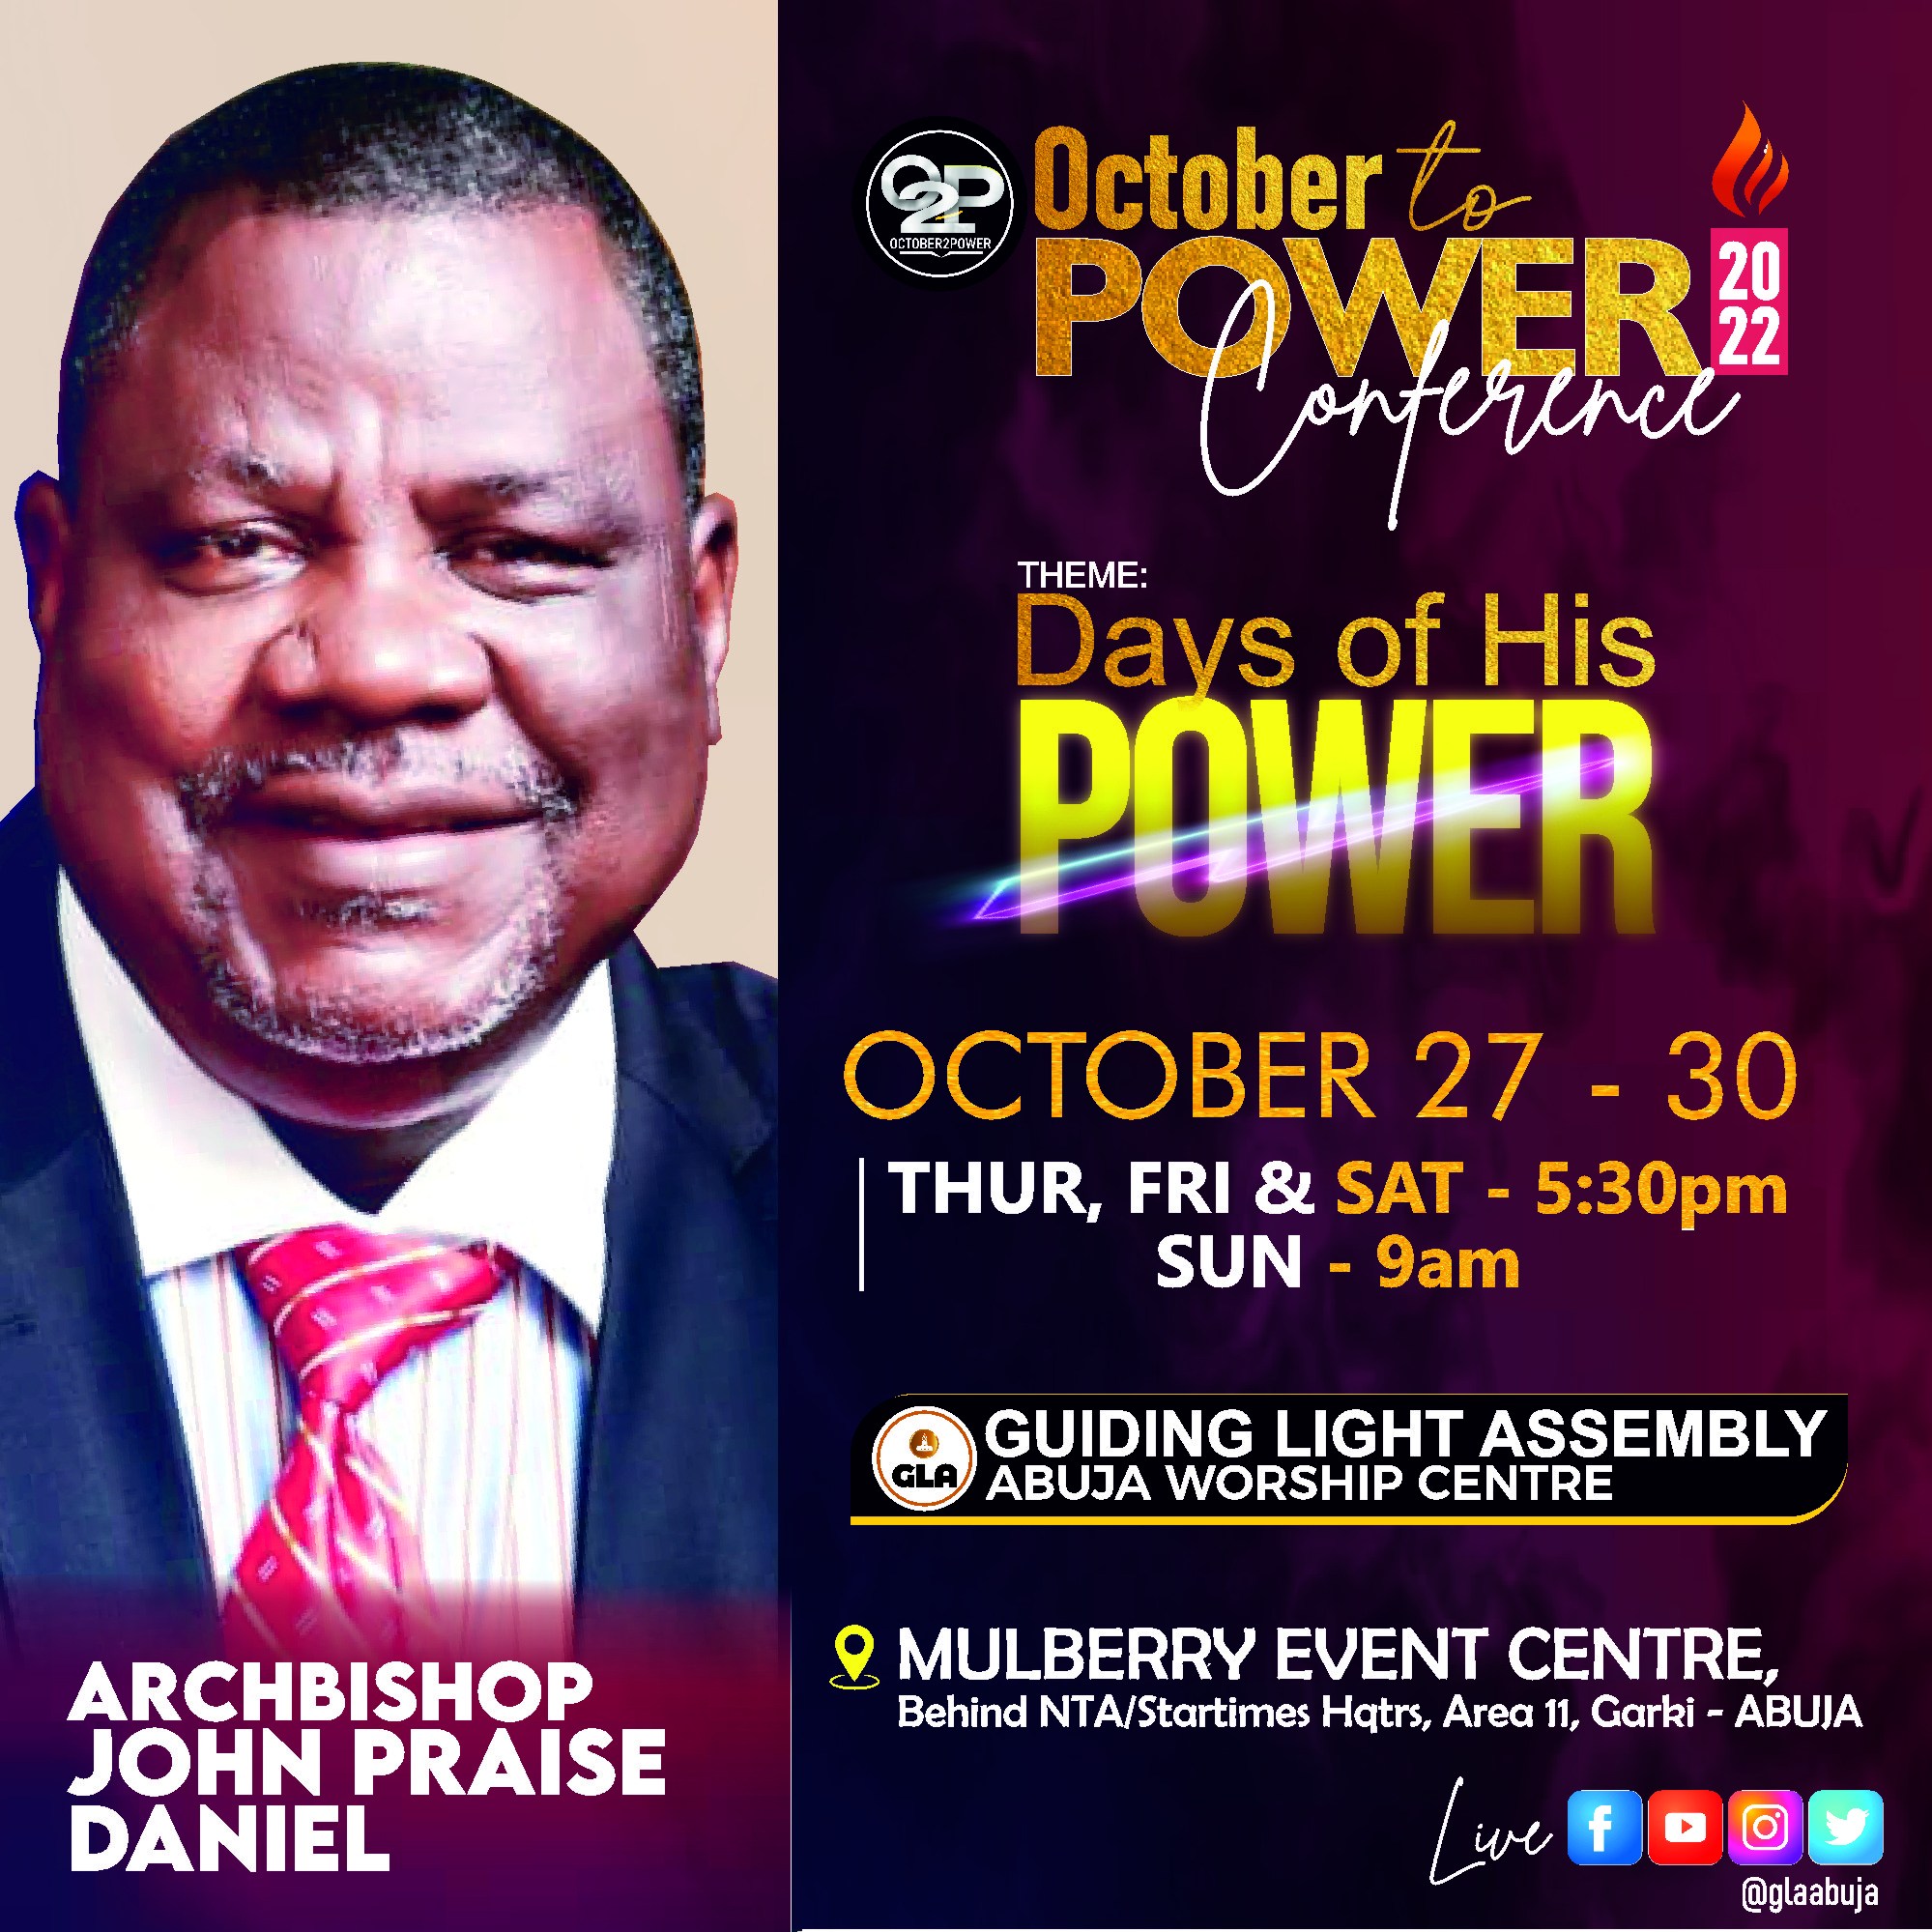 O2P
OCTOBER2POWER
October to
POWER
20
22
Conference
THEME:
Days of His
POWER
OCTOBER 27 - 30
THUR, FRI & SAT - 5:30pm
SUN - 9am
GLA
GUIDING LIGHT ASSEMBLY
ABUJA WORSHIP CENTRE
MULBERRY EVENT CENTRE,
Behind NTA/Startimes Hqtrs, Area 11, Garki - ABUJA
Live
@glaabuja
ARCHBISHOP
JOHN PRAISE
DANIEL